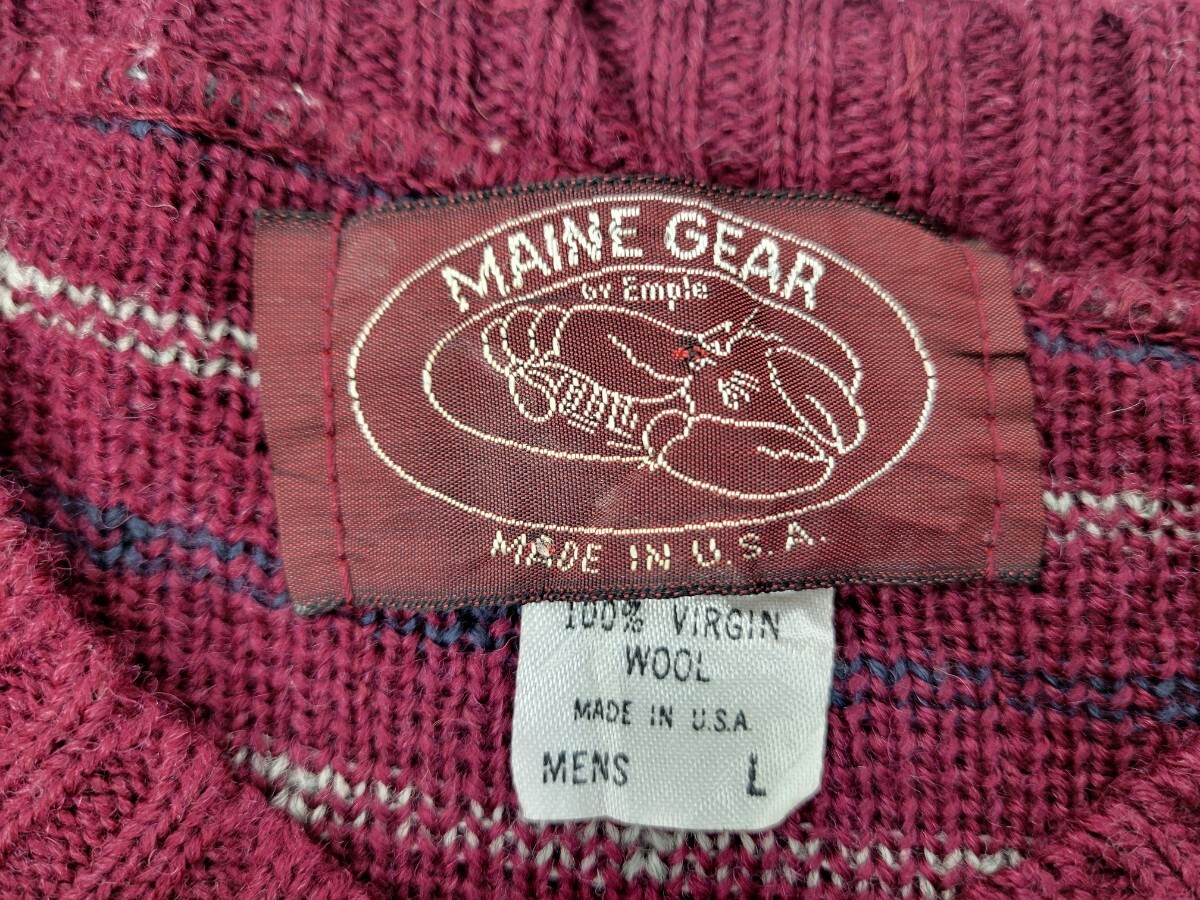 MAINE GEAR
by Emple
MADE IN U.S.A.
100% VIRGIN
WOOL
MADE IN U.S.A
MENS L